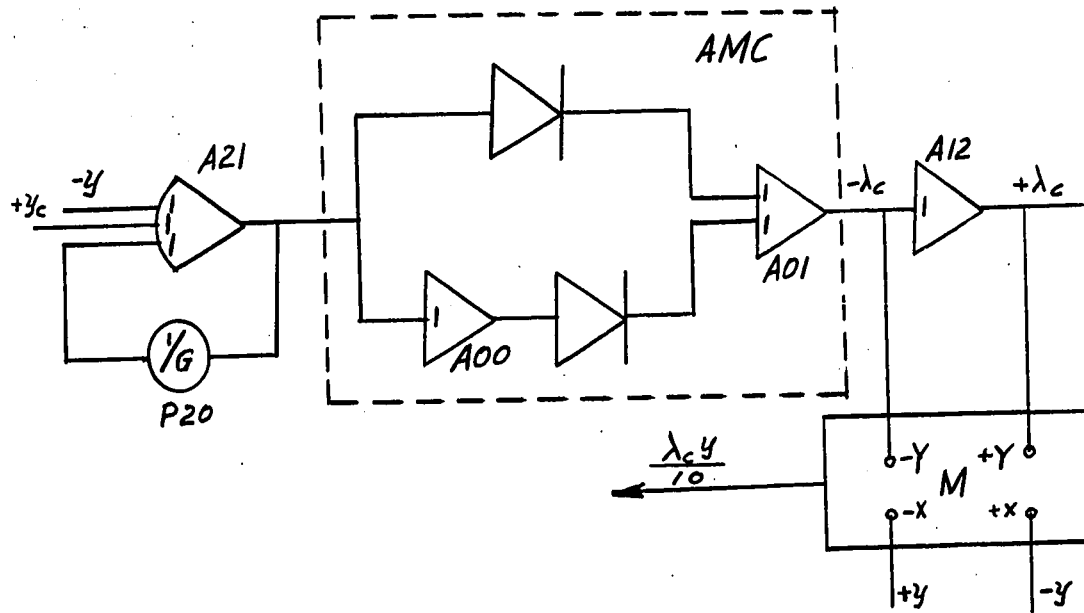 AMC
A21
-y
+y_c
1
1
1
1/G
P20
1
A00
1
1
A01
-λ_c
A12
1
+λ_c
λ_c y
10
-Y
+Y
M
-X
+X
+y
-y